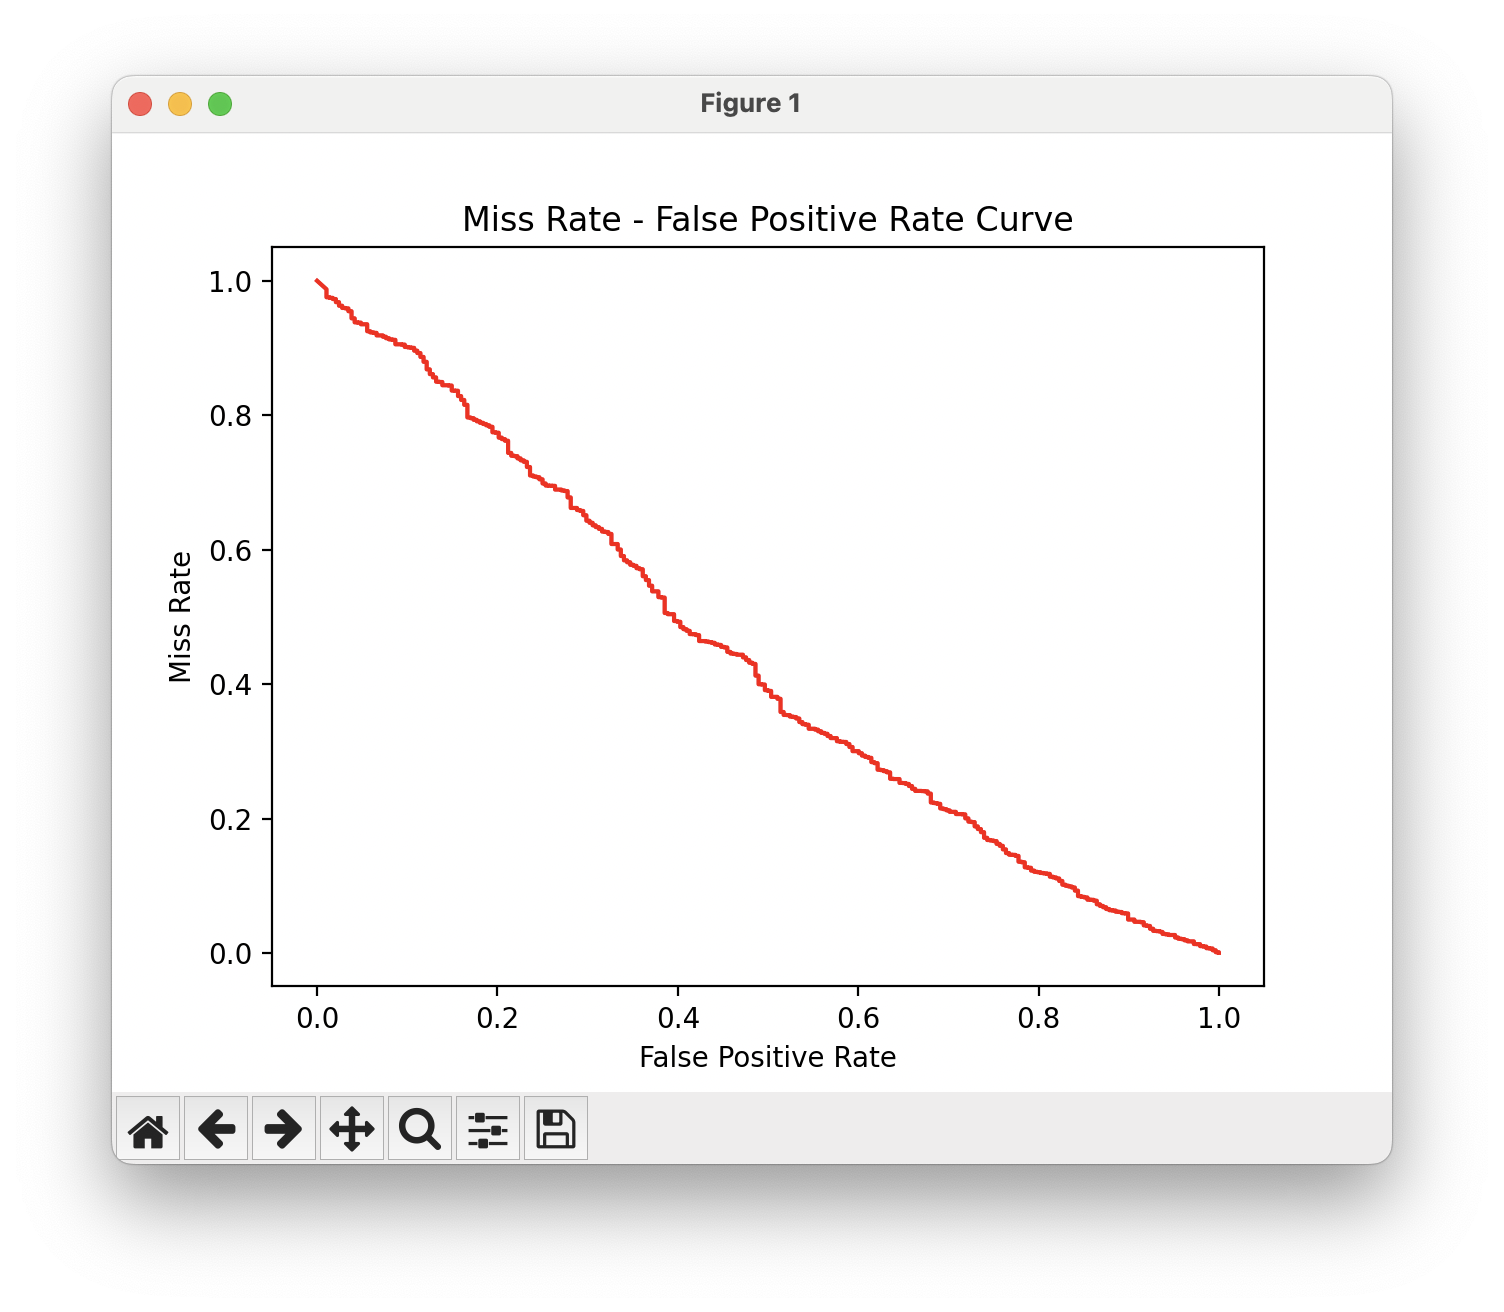 Figure 1
Miss Rate - False Positive Rate Curve
1.0
0.8
0.6
0.4
0.2
0.0
Miss Rate
0.0 0.2 0.4 0.6 0.8 1.0
False Positive Rate